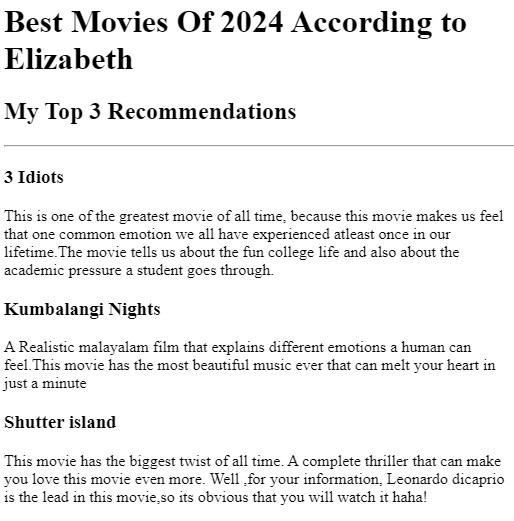 Best Movies Of 2024 According to
Elizabeth
My Top 3 Recommendations
3 Idiots
This is one of the greatest movie of all time, because this movie makes us feel
that one common emotion we all have experienced atleast once in our
lifetime.The movie tells us about the fun college life and also about the
academic pressure a student goes through.
Kumbalangi Nights
A Realistic malayalam film that explains different emotions a human can
feel.This movie has the most beautiful music ever that can melt your heart in
just a minute
Shutter island
This movie has the biggest twist of all time. A complete thriller that can make
you love this movie even more. Well ,for your information, Leonardo dicaprio
is the lead in this movie,so its obvious that you will watch it haha!